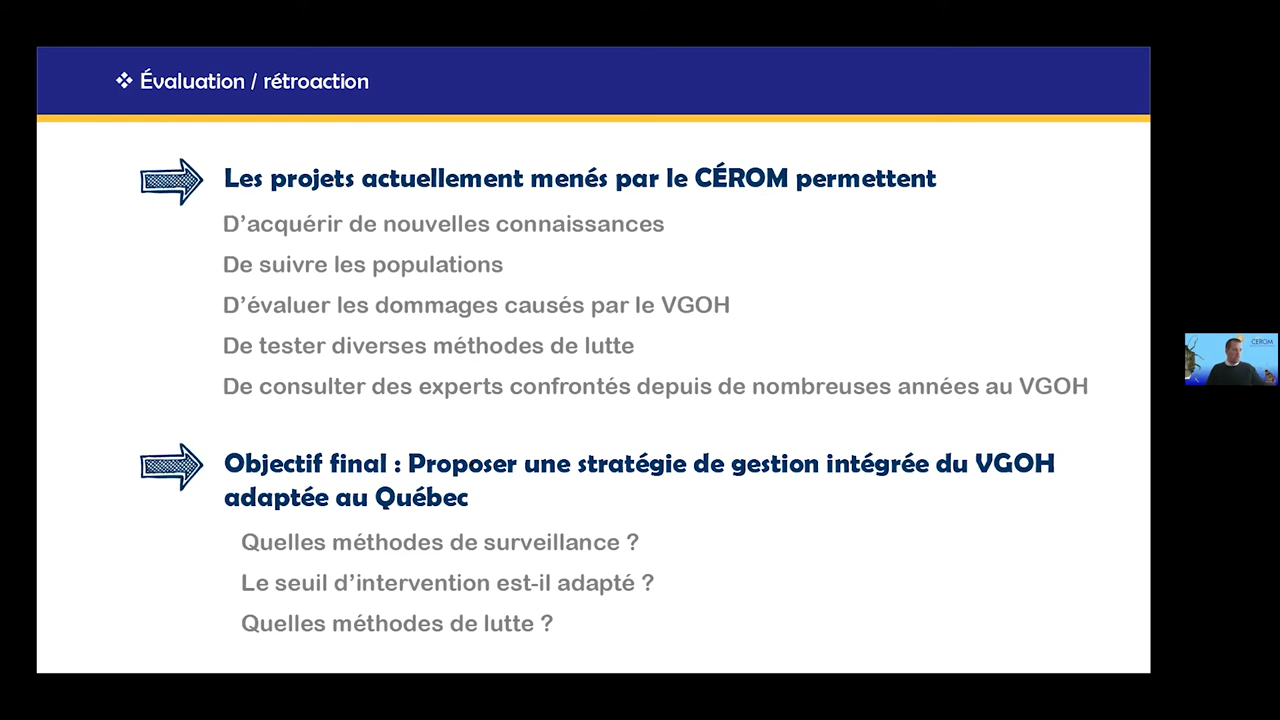 ❖ Évaluation / rétroaction
Les projets actuellement menés par le CÉROM permettent
D'acquérir de nouvelles connaissances
De suivre les populations
D'évaluer les dommages causés par le VGOH
De tester diverses méthodes de lutte
De consulter des experts confrontés depuis de nombreuses années au VGOH
CEROM
Objectif final : Proposer une stratégie de gestion intégrée du VGOH
adaptée au Québec
Quelles méthodes de surveillance ?
Le seuil d'intervention est-il adapté ?
Quelles méthodes de lutte ?